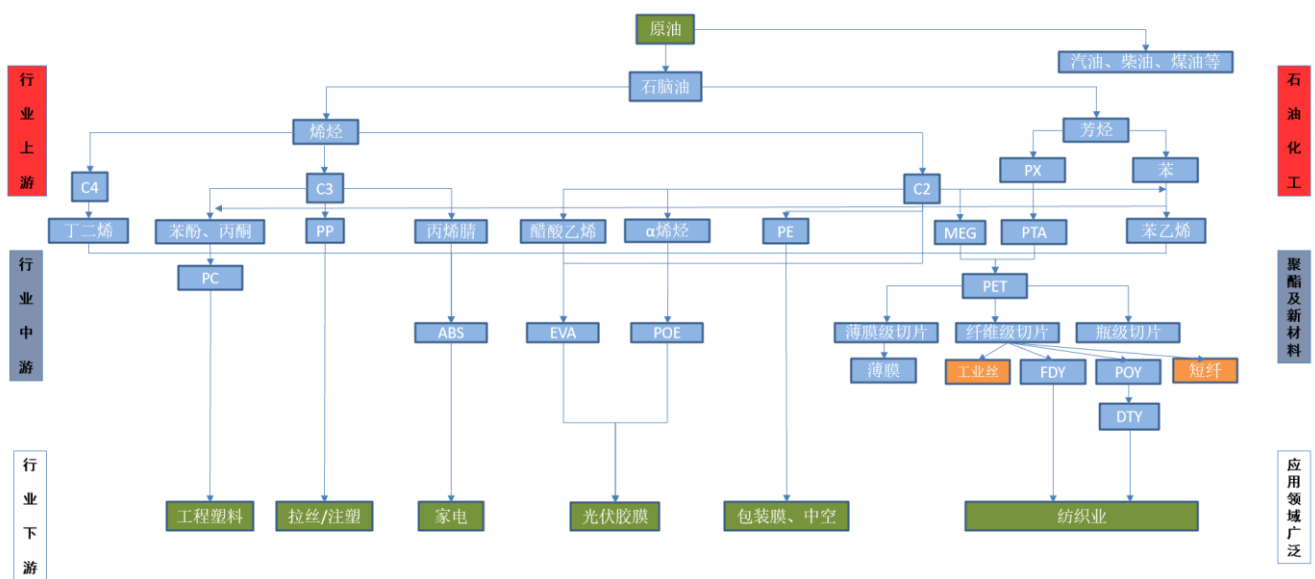 原油
汽油、柴油、煤油等
行业上游
石脑油
石油化工
烯烃
芳烃
C4
C3
C2
PX
苯
丁二烯
苯酚、丙酮
PP
丙烯腈
醋酸乙烯
α烯烃
PE
MEG
PTA
苯乙烯
行业中游
聚酯及新材料
PC
PET
ABS
EVA
POE
薄膜级切片
纤维级切片
瓶级切片
薄膜
工业丝
FDY
POY
短纤
DTY
行业下游
应用领域广泛
工程塑料
拉丝/注塑
家电
光伏胶膜
包装膜、中空
纺织业